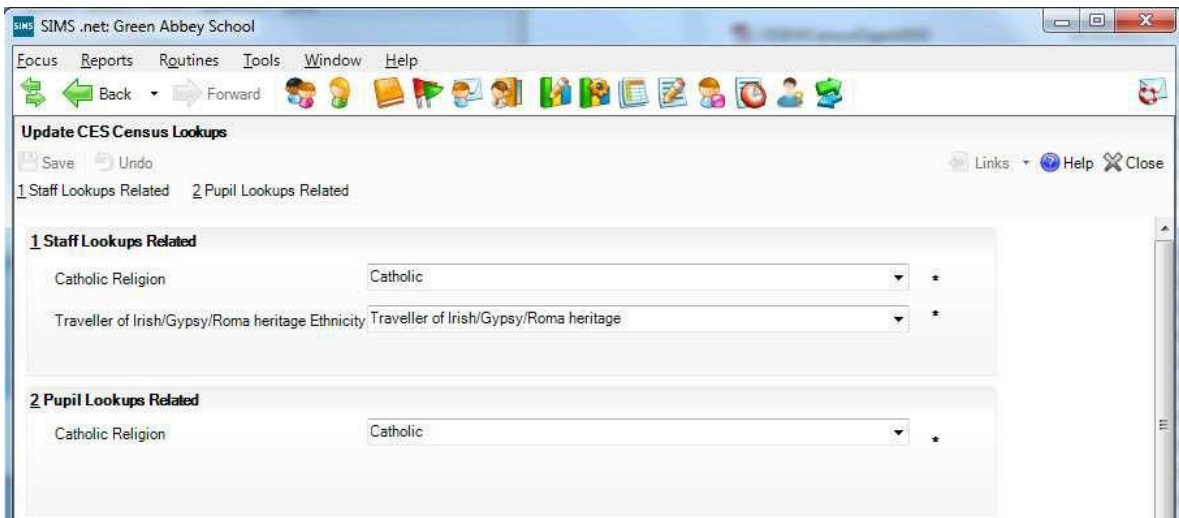 SIMS SIMS .net: Green Abbey School
Focus Reports Routines Tools Window Help
Back Forward
Update CES Census Lookups
Save Undo Links Help Close
1 Staff Lookups Related 2 Pupil Lookups Related
1 Staff Lookups Related
Catholic Religion Catholic *
Traveller of Irish/Gypsy/Roma heritage Ethnicity Traveller of Irish/Gypsy/Roma heritage *
2 Pupil Lookups Related
Catholic Religion Catholic *